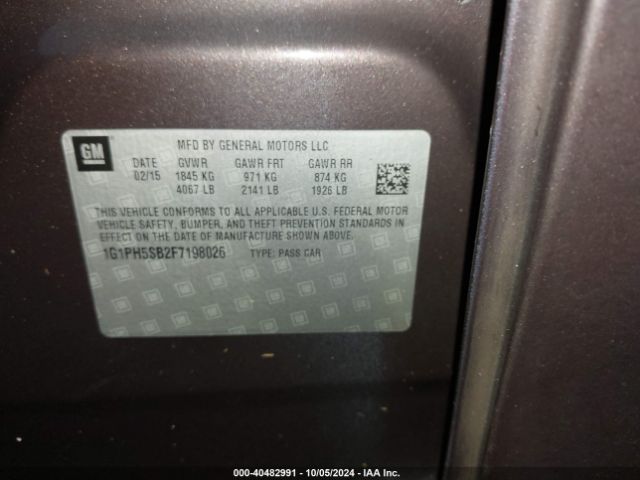 GM
MFD BY GENERAL MOTORS LLC
DATE GVWR GAWR FRT GAWR RR
02/15 1845 KG 971 KG 874 KG
4067 LB 2141 LB 1926 LB
THIS VEHICLE CONFORMS TO ALL APPLICABLE U.S. FEDERAL MOTOR
VEHICLE SAFETY, BUMPER, AND THEFT PREVENTION STANDARDS IN
EFFECT ON THE DATE OF MANUFACTURE SHOWN ABOVE.
1G1PH5SB2F7198026 TYPE: PASS CAR
000-40482991 - 10/05/2024 - IAA Inc.